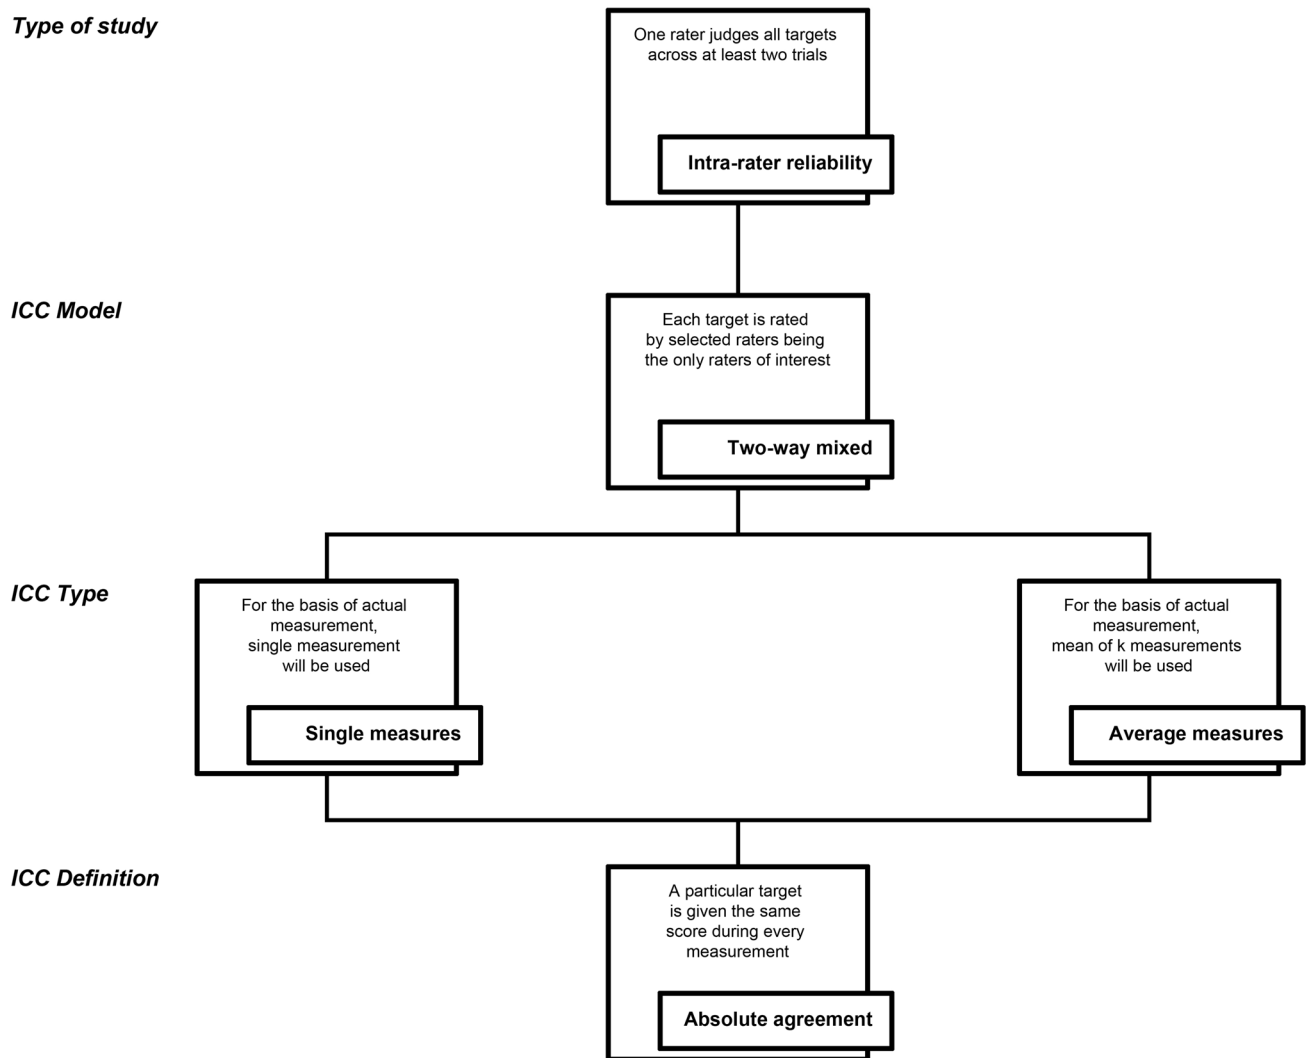 Type of study
One rater judges all targets
across at least two trials
Intra-rater reliability
ICC Model
Each target is rated
by selected raters being
the only raters of interest
Two-way mixed
ICC Type
For the basis of actual
measurement,
single measurement
will be used
Single measures
For the basis of actual
measurement,
mean of k measurements
will be used
Average measures
ICC Definition
A particular target
is given the same
score during every
measurement
Absolute agreement